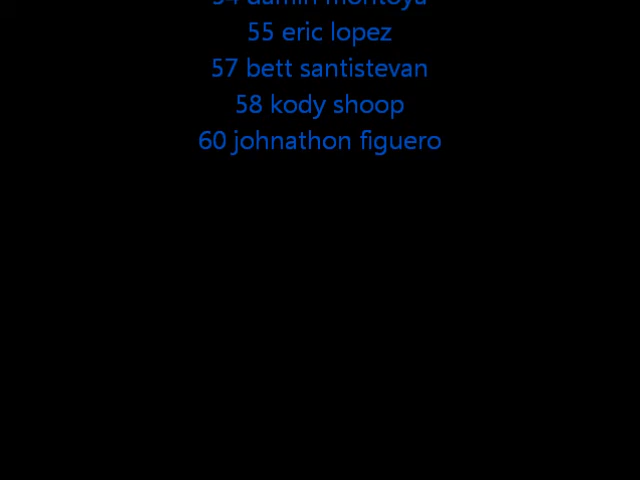 55 eric lopez
57 bett santistevan
58 kody shoop
60 johnathon figuero